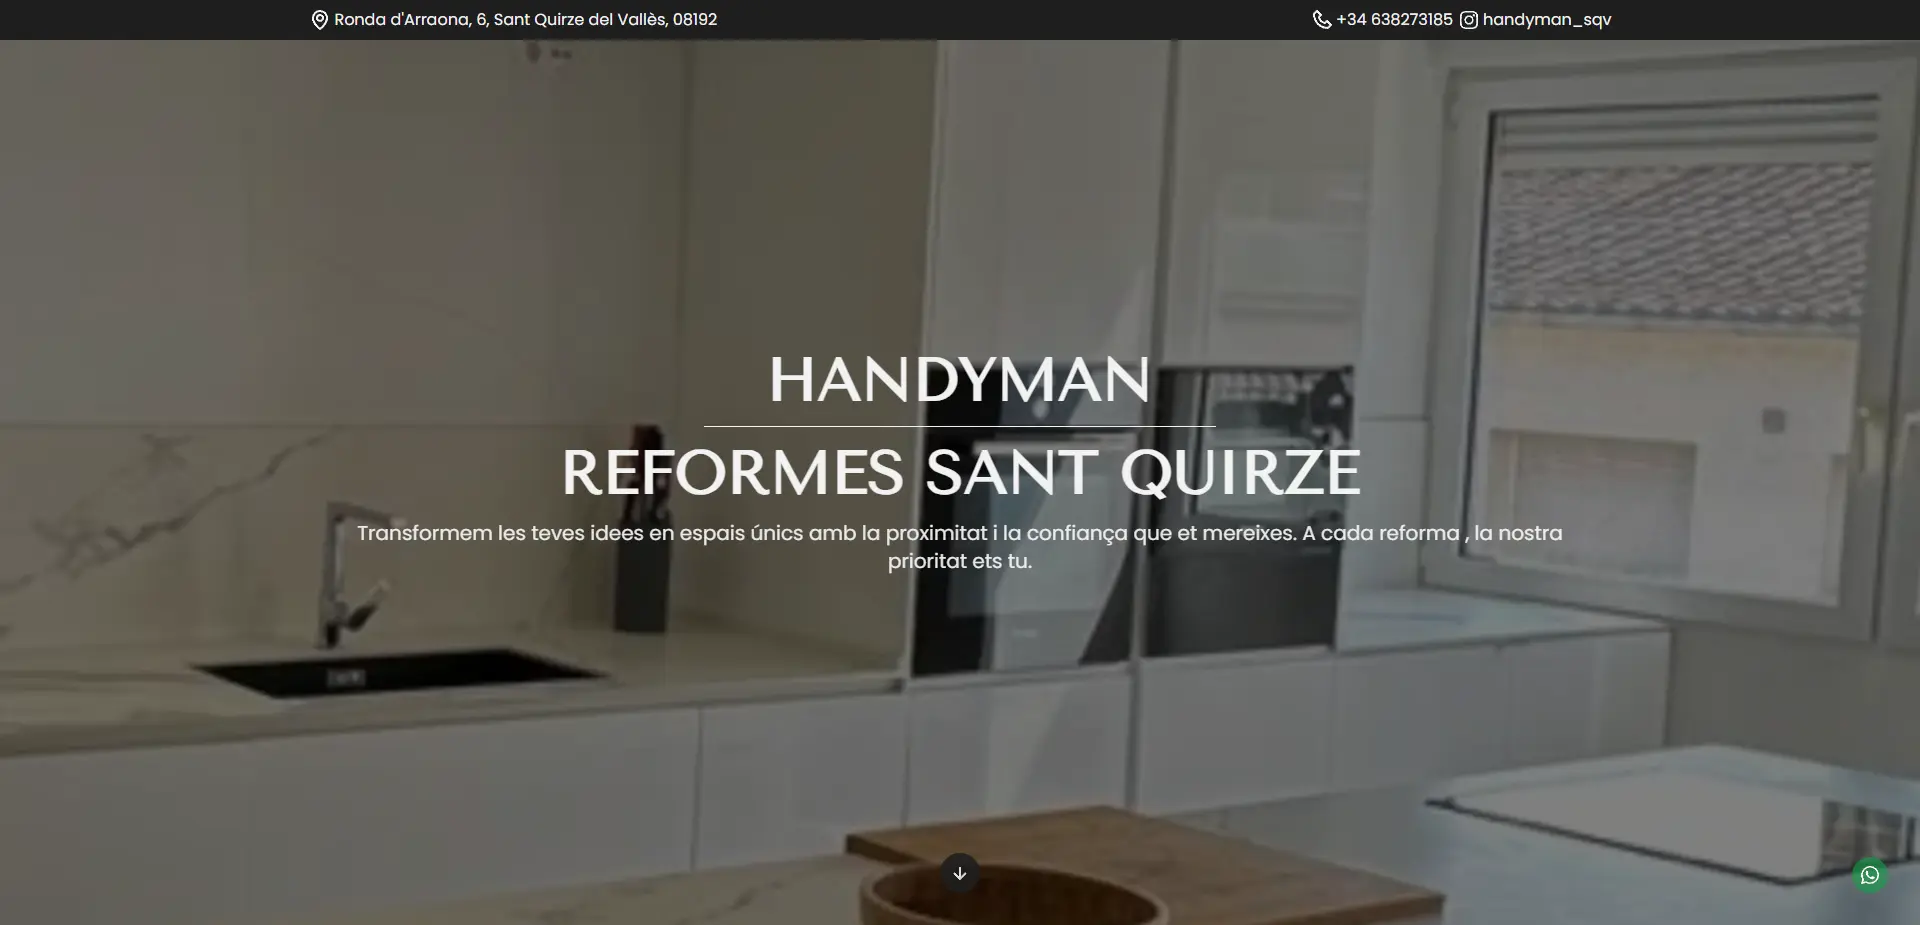 Ronda d'Arraona, 6, Sant Quirze del Vallès, 08192
+34 638273185 handyman_sqv
HANDYMAN
REFORMES SANT QUIRZE
Transformem les teves idees en espais únics amb la proximitat i la confiança que et mereixes. A cada reforma , la nostra
prioritat ets tu.